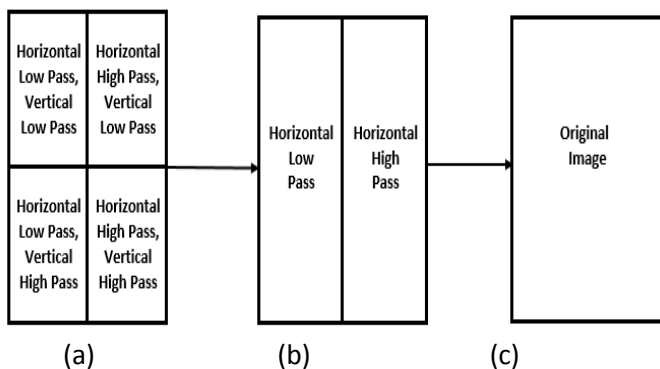 Horizontal
Low Pass,
Vertical
Low Pass
Horizontal
High Pass,
Vertical
Low Pass
Horizontal
Low Pass,
Vertical
High Pass
Horizontal
High Pass,
Vertical
High Pass
Horizontal
Low
Pass
Horizontal
High
Pass
Original
Image
(a)
(b)
(c)